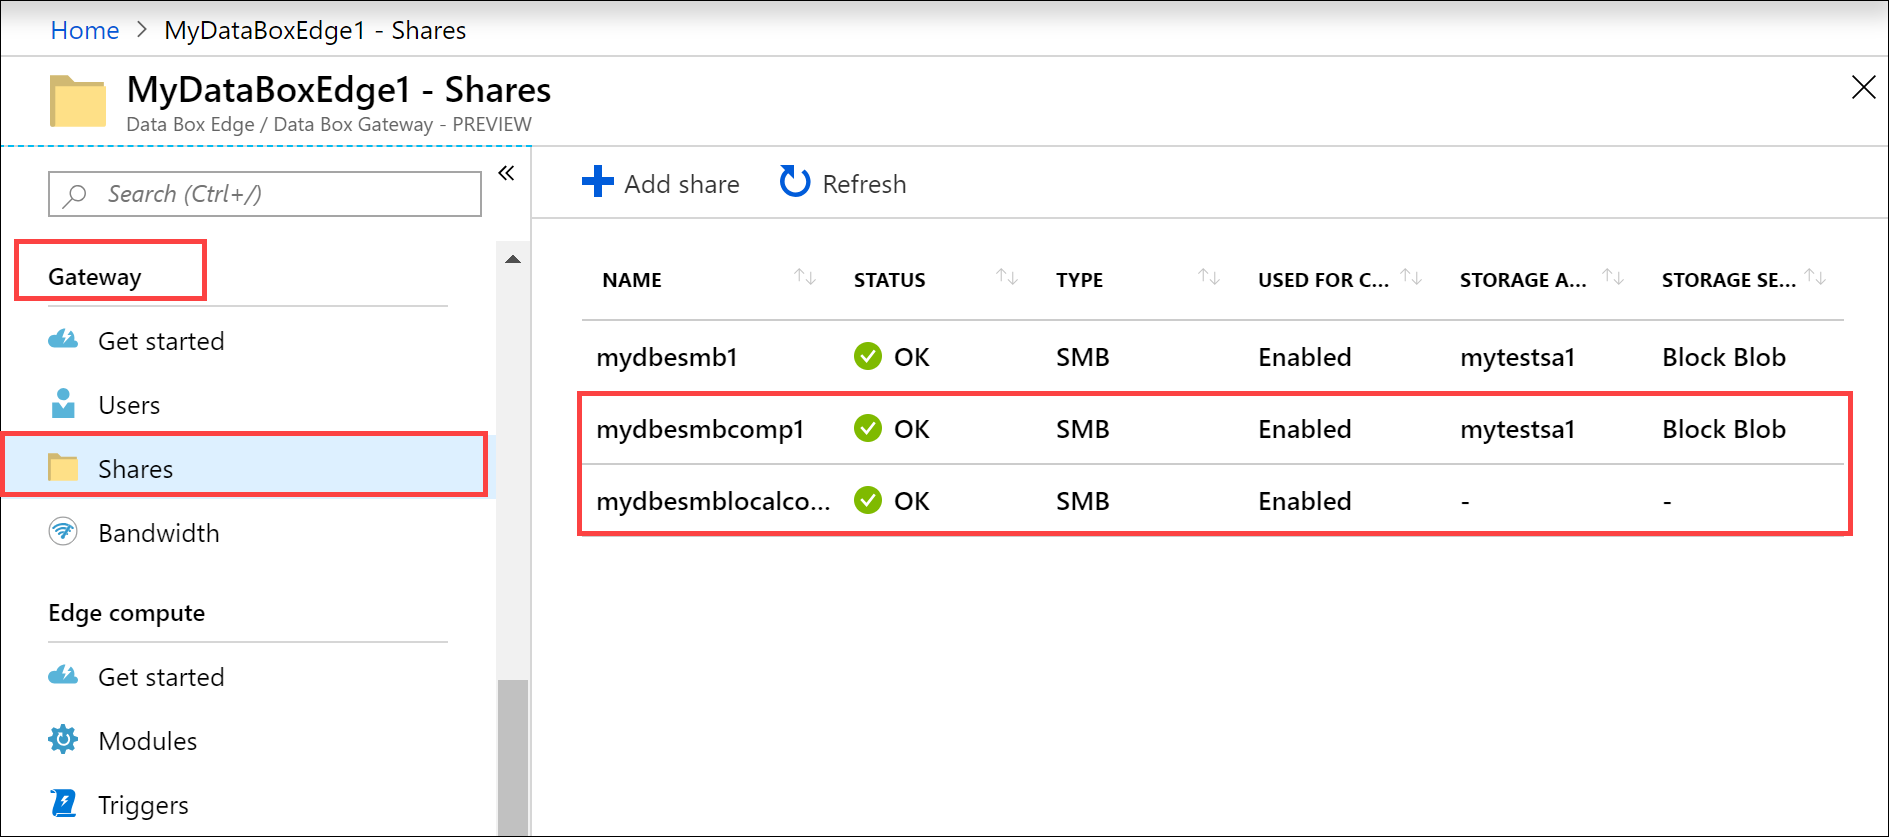 Home > MyDataBoxEdge1 - Shares
MyDataBoxEdge1 - Shares
Data Box Edge / Data Box Gateway - PREVIEW
Search (Ctrl+/)
«
Gateway
Get started
Users
Shares
Bandwidth
Edge compute
Get started
Modules
Triggers
Add share Refresh
NAME STATUS TYPE USED FOR C... STORAGE A... STORAGE SE...
mydbesmb1 OK SMB Enabled mytestsa1 Block Blob
mydbesmbcomp1 OK SMB Enabled mytestsa1 Block Blob
mydbesmblocalco... OK SMB Enabled - -